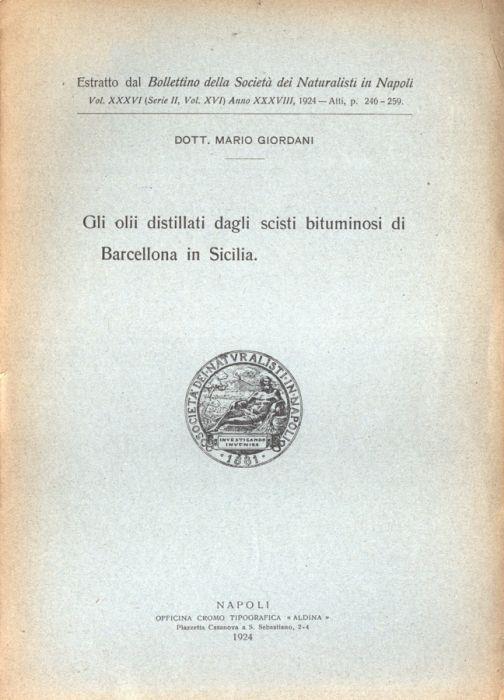 Estratto dal Bollettino della Società dei Naturalisti in Napoli
Vol. XXXVI (Serie II, Vol. XVI) Anno XXXVIII, 1924 — Atti, p. 246 - 259.
DOTT. MARIO GIORDANI
Gli olii distillati dagli scisti bituminosi di
Barcellona in Sicilia.
SOCIETÀ·DEI·NATVRALISTI·IN·NAPOLI
INVESTIGANDO
INVENIES
·1881·
NAPOLI
OFFICINA CROMO TIPOGRAFICA « ALDINA »
Piazzetta Casanova a S. Sebastiano, 2-4
1924